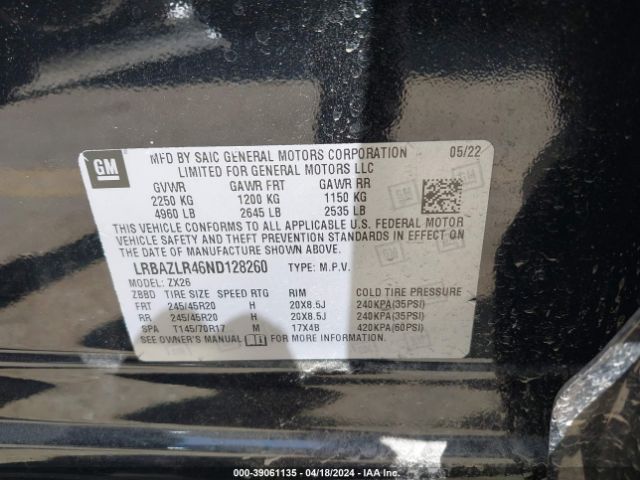 GM
MFD BY SAIC GENERAL MOTORS CORPORATION 05/22
LIMITED FOR GENERAL MOTORS LLC
GVWR GAWR FRT GAWR RR
2250 KG 1200 KG 1150 KG
4960 LB 2645 LB 2535 LB
THIS VEHICLE CONFORMS TO ALL APPLICABLE U.S. FEDERAL MOTOR
VEHICLE SAFETY, BUMPER, AND THEFT PREVENTION STANDARDS IN EFFECT ON
THE DATE OF MANUFACTURE SHOWN ABOVE.
LRBAZLR46ND128260 TYPE: M.P.V.
MODEL: ZX26
ZBBD TIRE SIZE SPEED RTG RIM COLD TIRE PRESSURE
FRT 245/45R20 H 20X8.5J 240KPA(35PSI)
RR 245/45R20 H 20X8.5J 240KPA(35PSI)
SPA T145/70R17 M 17X4B 420KPA(60PSI)
SEE OWNER'S MANUAL FOR MORE INFORMATION.
000-39061135 - 04/18/2024 - IAA Inc.